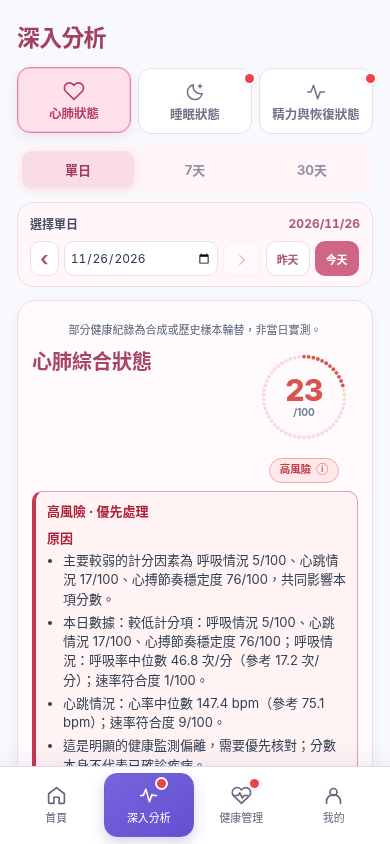 深入分析
心肺狀態
睡眠狀態
精力與恢復狀態
單日
7天
30天
選擇單日
2026/11/26
11/26/2026
昨天
今天
部分健康紀錄為合成或歷史樣本輪替，非當日實測。
心肺綜合狀態
23
/100
高風險 ⓘ
高風險 · 優先處理
原因
• 主要較弱的計分因素為 呼吸情況 5/100、心跳情
況 17/100、心搏節奏穩定度 76/100，共同影響本
項分數。
• 本日數據：較低計分項：呼吸情況 5/100、心跳
情況 17/100、心搏節奏穩定度 76/100；呼吸情
況：呼吸率中位數 46.8 次/分（參考 17.2 次/
分）；速率符合度 1/100。
• 心跳情況：心率中位數 147.4 bpm（參考 75.1
bpm）；速率符合度 9/100。
• 這是明顯的健康監測偏離，需要優先核對；分數
本身不代表已確診疾病。
首頁
深入分析
健康管理
我的